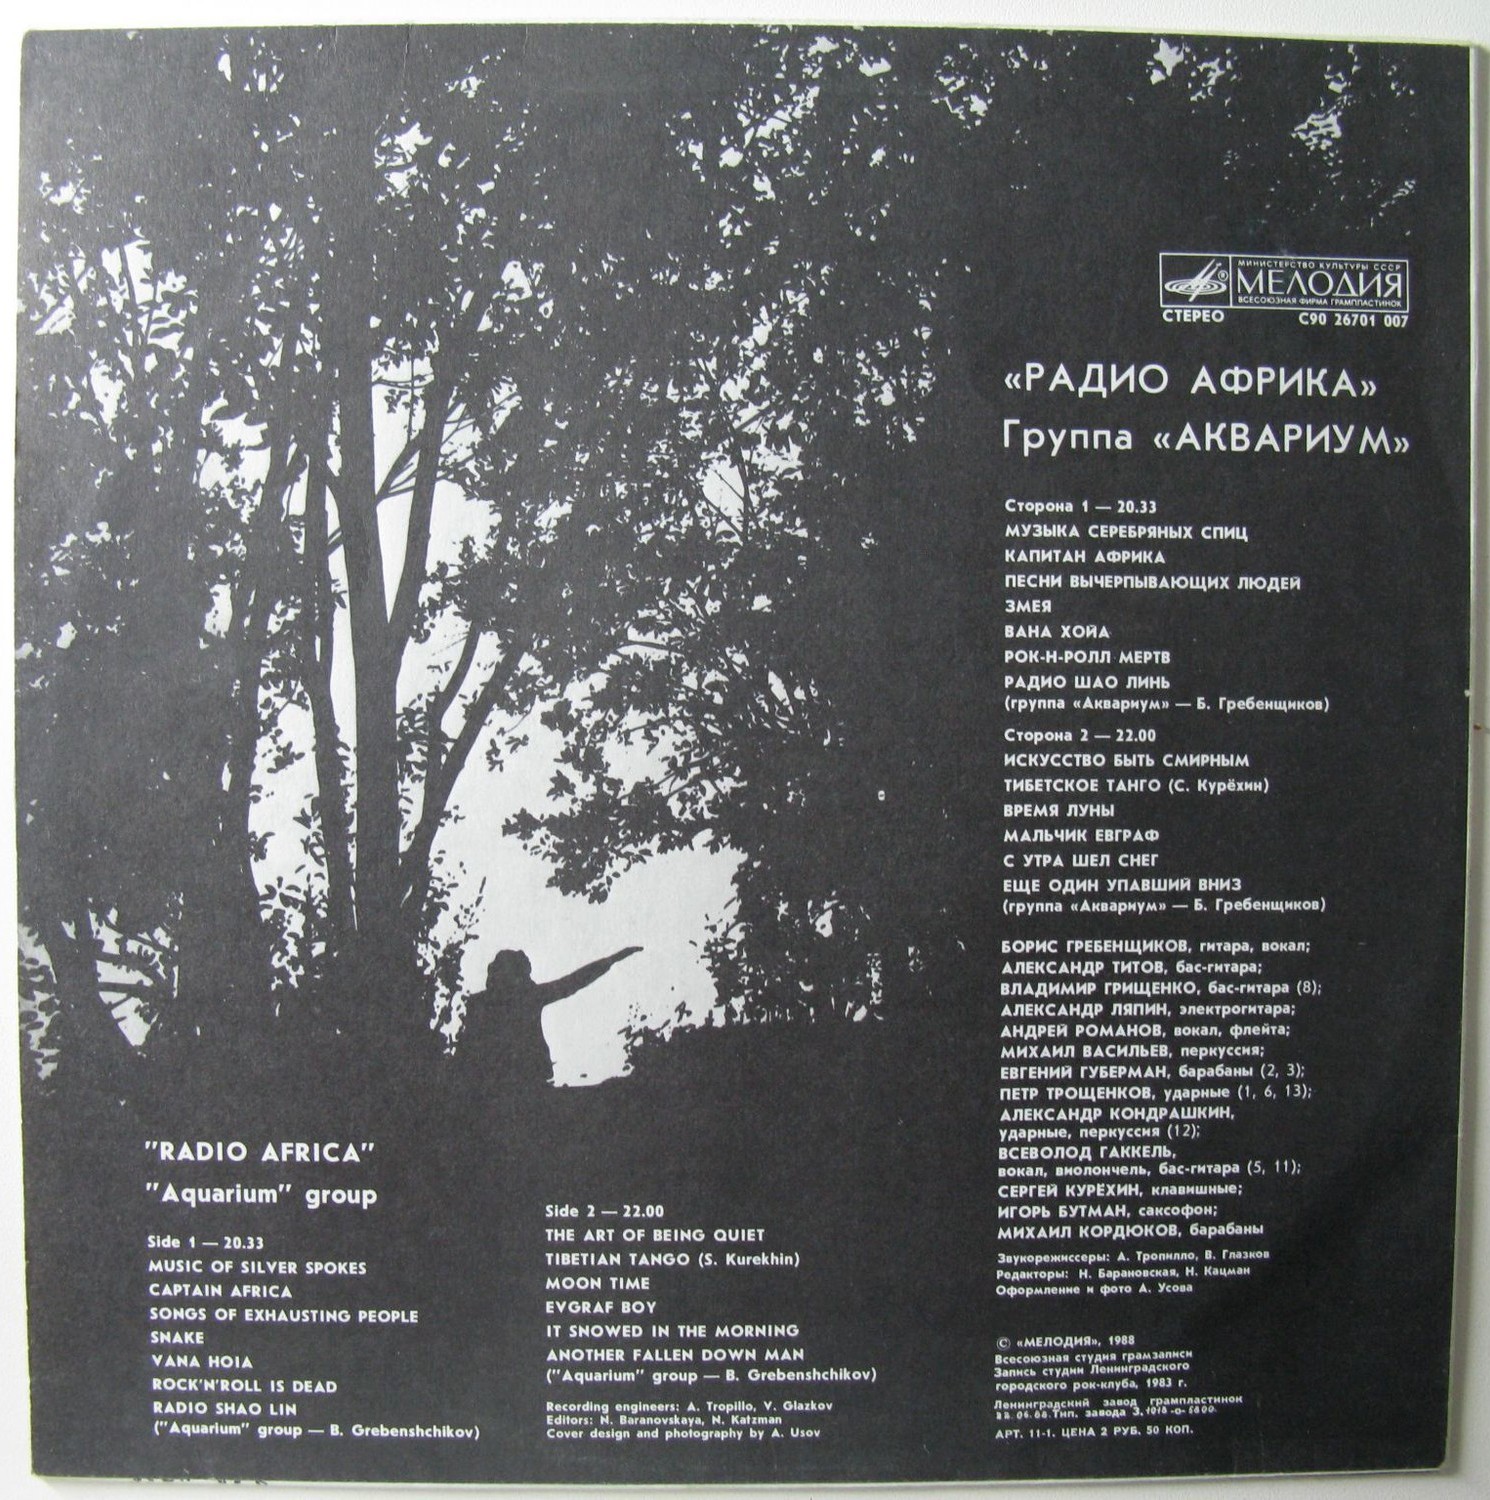 МИНИСТЕРСТВО КУЛЬТУРЫ СССР
МЕЛОДИЯ
ВСЕСОЮЗНАЯ ФИРМА ГРАМПЛАСТИНОК
СТЕРЕО С90 26701 007
«РАДИО АФРИКА»
Группа «АКВАРИУМ»
Сторона 1 — 20.33
МУЗЫКА СЕРЕБРЯНЫХ СПИЦ
КАПИТАН АФРИКА
ПЕСНИ ВЫЧЕРПЫВАЮЩИХ ЛЮДЕЙ
ЗМЕЯ
ВАНА ХОЙА
РОК-Н-РОЛЛ МЕРТВ
РАДИО ШАО ЛИНЬ
(группа «Аквариум» — Б. Гребенщиков)
Сторона 2 — 22.00
ИСКУССТВО БЫТЬ СМИРНЫМ
ТИБЕТСКОЕ ТАНГО (С. Курёхин)
ВРЕМЯ ЛУНЫ
МАЛЬЧИК ЕВГРАФ
С УТРА ШЕЛ СНЕГ
ЕЩЕ ОДИН УПАВШИЙ ВНИЗ
(группа «Аквариум» — Б. Гребенщиков)
БОРИС ГРЕБЕНЩИКОВ, гитара, вокал;
АЛЕКСАНДР ТИТОВ, бас-гитара;
ВЛАДИМИР ГРИЩЕНКО, бас-гитара (8);
АЛЕКСАНДР ЛЯПИН, электрогитара;
АНДРЕЙ РОМАНОВ, вокал, флейта;
МИХАИЛ ВАСИЛЬЕВ, перкуссия;
ЕВГЕНИЙ ГУБЕРМАН, барабаны (2, 3);
ПЕТР ТРОЩЕНКОВ, ударные (1, 6, 13);
АЛЕКСАНДР КОНДРАШКИН,
ударные, перкуссия (12);
ВСЕВОЛОД ГАККЕЛЬ,
вокал, виолончель, бас-гитара (5, 11);
СЕРГЕЙ КУРЁХИН, клавишные;
ИГОРЬ БУТМАН, саксофон;
МИХАИЛ КОРДЮКОВ, барабаны
Звукорежиссеры: А. Тропилло, В. Глазков
Редакторы: Н. Барановская, Н. Кацман
Оформление и фото А. Усова
© «МЕЛОДИЯ», 1988
Всесоюзная студия грамзаписи
Запись студии Ленинградского
городского рок-клуба, 1983 г.
Ленинградский завод грампластинок
Тип. завода З.
АРТ. 11-1. ЦЕНА 2 РУБ. 50 КОП.
"RADIO AFRICA"
"Aquarium" group
Side 1 — 20.33
MUSIC OF SILVER SPOKES
CAPTAIN AFRICA
SONGS OF EXHAUSTING PEOPLE
SNAKE
VANA HOIA
ROCK'N'ROLL IS DEAD
RADIO SHAO LIN
("Aquarium" group — B. Grebenshchikov)
Side 2 — 22.00
THE ART OF BEING QUIET
TIBETIAN TANGO (S. Kurekhin)
MOON TIME
EVGRAF BOY
IT SNOWED IN THE MORNING
ANOTHER FALLEN DOWN MAN
("Aquarium" group — B. Grebenshchikov)
Recording engineers: A. Tropillo, V. Glazkov
Editors: N. Baranovskaya, N. Katzman
Cover design and photography by A. Usov